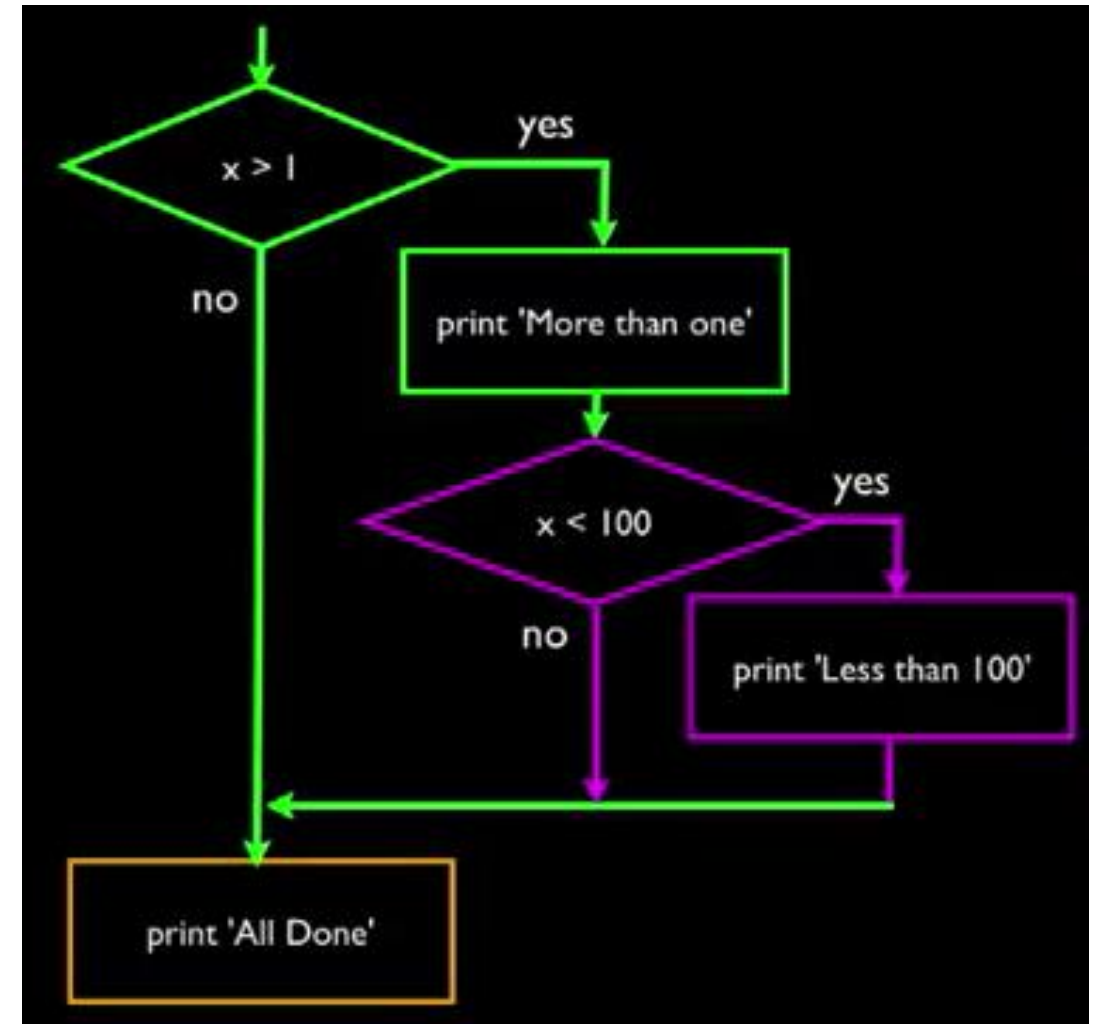 x > 1
yes
no
print 'More than one'
x < 100
yes
no
print 'Less than 100'
print 'All Done'